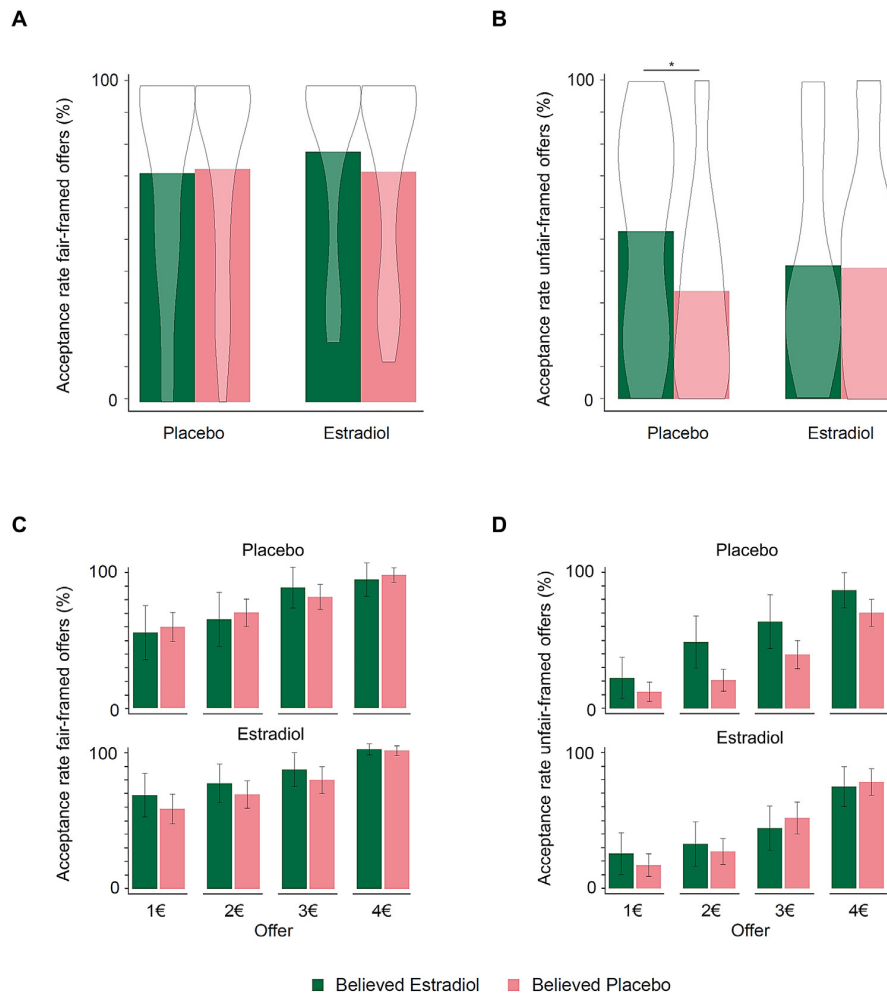 A
B
Acceptance rate fair-framed offers (%)
100
0
Placebo
Estradiol
Acceptance rate unfair-framed offers (%)
100
0
*
Placebo
Estradiol
C
D
Acceptance rate fair-framed offers (%)
Placebo
100
0
Estradiol
100
0
1€ 2€ 3€ 4€
Offer
Acceptance rate unfair-framed offers (%)
Placebo
100
0
Estradiol
100
0
1€ 2€ 3€ 4€
Offer
Believed Estradiol Believed Placebo